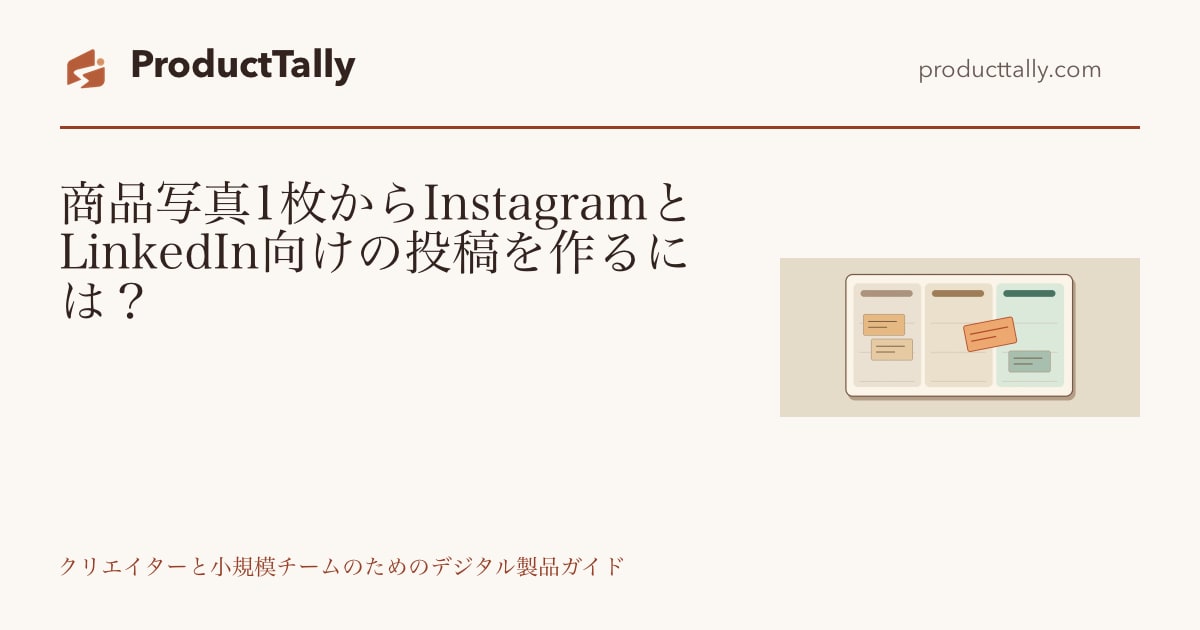 ProductTally
producttally.com
商品写真1枚からInstagramと
LinkedIn向けの投稿を作るに
は？
クリエイターと小規模チームのためのデジタル製品ガイド